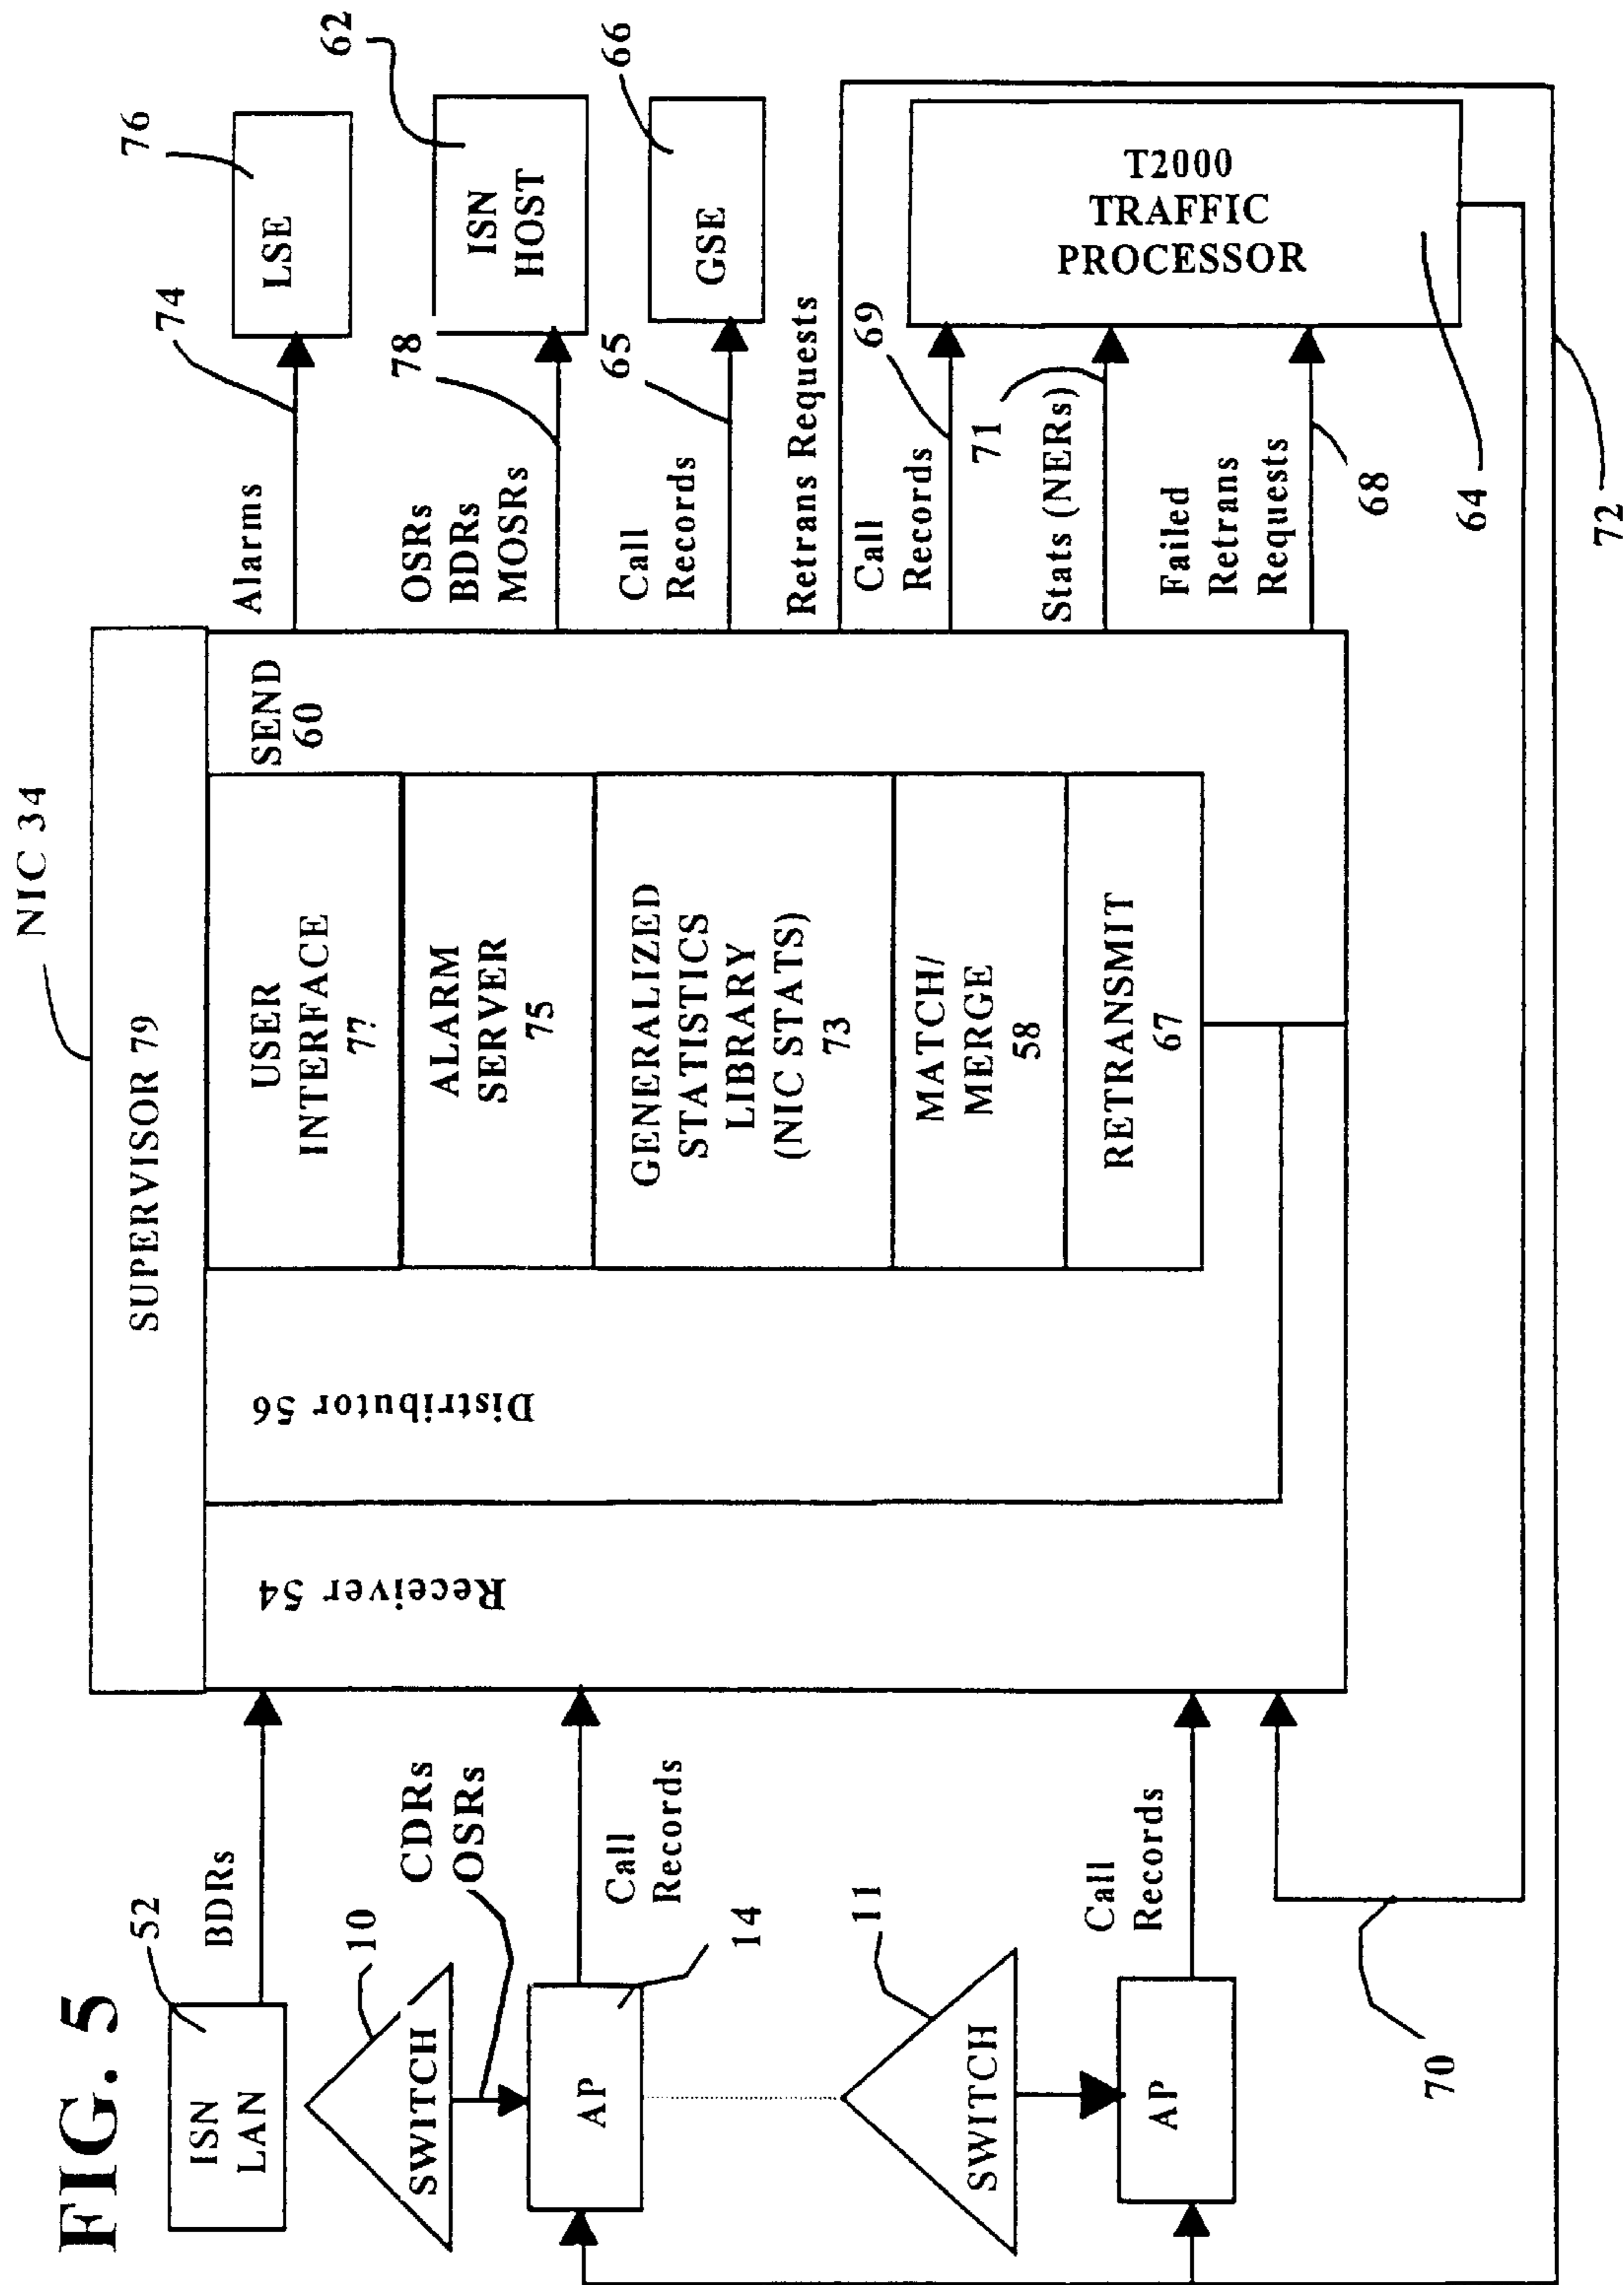 FIG. 5
NIC 34
SUPERVISOR 79
52
ISN
LAN
BDRs
10
SWITCH
CDRs
OSRs
AP
14
Call
Records
11
SWITCH
AP
Call
Records
70
Receiver 54
Distributor 56
USER
INTERFACE
77
ALARM
SERVER
75
GENERALIZED
STATISTICS
LIBRARY
(NIC STATS)
73
MATCH/
MERGE
58
RETRANSMIT
67
SEND
60
Alarms
74
LSE
76
OSRs
BDRs
MOSRs
78
ISN
HOST
62
Call
Records
65
GSE
66
Retrans Requests
Call
Records
69
Stats (NERs)
71
Failed
Retrans
Requests
68
T2000
TRAFFIC
PROCESSOR
64
72